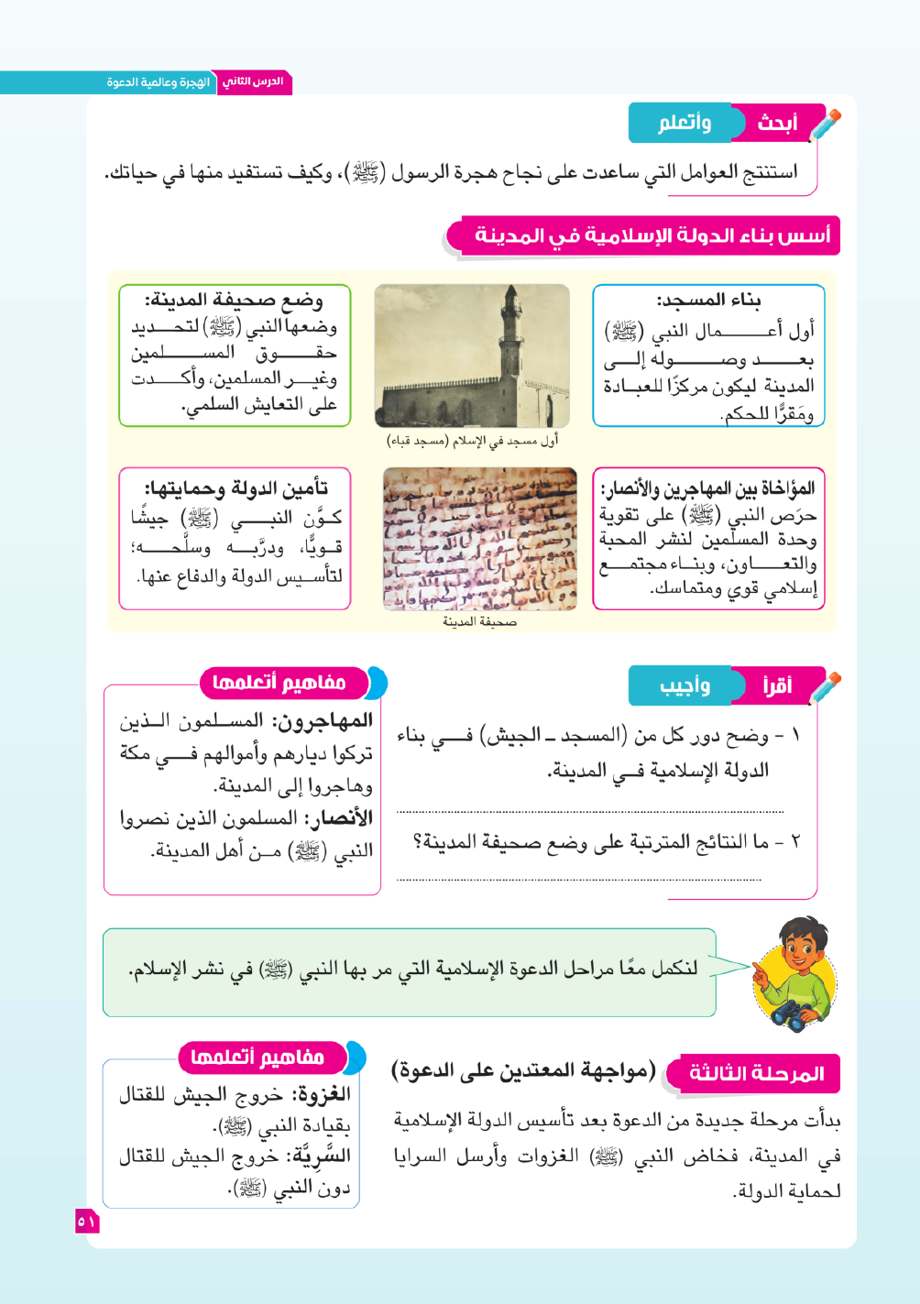 الدرس الثاني الهجرة وعالمية الدعوة
أبحث وأتعلم
استنتج العوامل التي ساعدت على نجاح هجرة الرسول (ﷺ)، وكيف تستفيد منها في حياتك.
أسس بناء الدولة الإسلامية في المدينة
بناء المسجد:
أول أعمال النبي (ﷺ)
بعد وصوله إلى
المدينة ليكون مركزًا للعبادة
ومَقرًّا للحكم.
أول مسجد في الإسلام (مسجد قباء)
وضع صحيفة المدينة:
وضعها النبي (ﷺ) لتحديد
حقوق المسلمين
وغير المسلمين، وأكدت
على التعايش السلمي.
المؤاخاة بين المهاجرين والأنصار:
حرَص النبي (ﷺ) على تقوية
وحدة المسلمين لنشر المحبة
والتعاون، وبناء مجتمع
إسلامي قوي ومتماسك.
صحيفة المدينة
تأمين الدولة وحمايتها:
كوَّن النبي (ﷺ) جيشًا
قويًّا، ودرَّبه وسلَّحه؛
لتأسيس الدولة والدفاع عنها.
أقرأ وأجيب
١ - وضح دور كل من (المسجد – الجيش) في بناء
الدولة الإسلامية في المدينة.
٢ - ما النتائج المترتبة على وضع صحيفة المدينة؟
مفاهيم أتعلمها
المهاجرون: المسلمون الذين
تركوا ديارهم وأموالهم في مكة
وهاجروا إلى المدينة.
الأنصار: المسلمون الذين نصروا
النبي (ﷺ) من أهل المدينة.
لنكمل معًا مراحل الدعوة الإسلامية التي مر بها النبي (ﷺ) في نشر الإسلام.
المرحلة الثالثة (مواجهة المعتدين على الدعوة)
بدأت مرحلة جديدة من الدعوة بعد تأسيس الدولة الإسلامية
في المدينة، فخاض النبي (ﷺ) الغزوات وأرسل السرايا
لحماية الدولة.
مفاهيم أتعلمها
الغزوة: خروج الجيش للقتال
بقيادة النبي (ﷺ).
السَّرِيَّة: خروج الجيش للقتال
دون النبي (ﷺ).
٥١